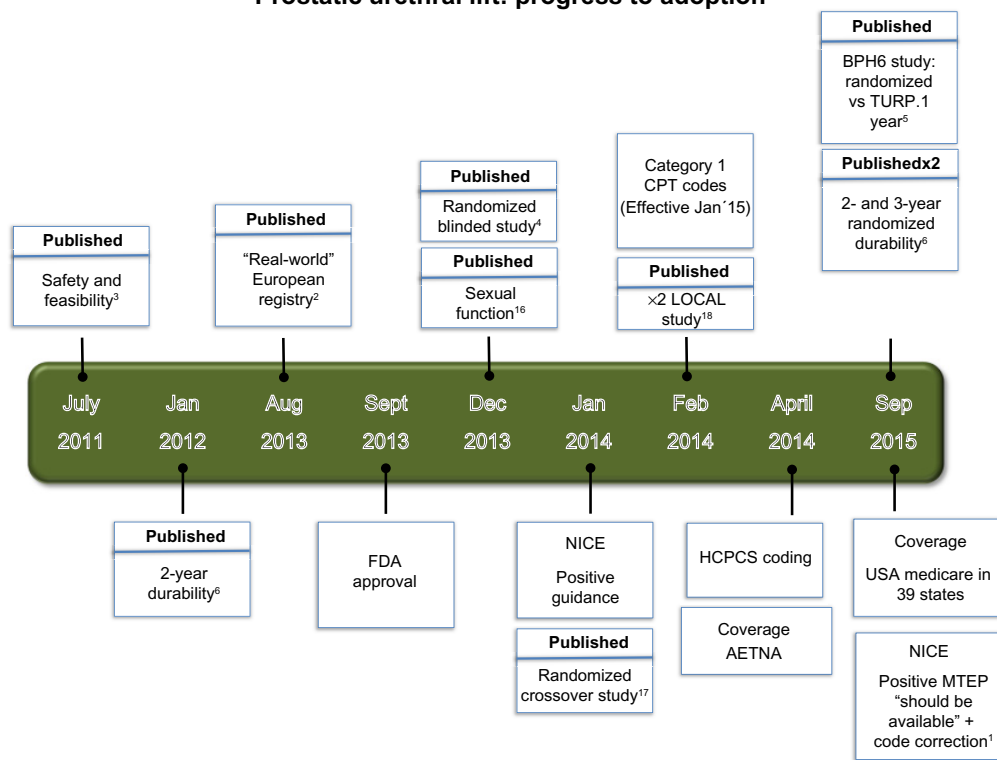 Prostatic urethral lift: progress to adoption
Published
BPH6 study:
randomized
vs TURP.1
year5
Publishedx2
2- and 3-year
randomized
durability6
Category 1
CPT codes
(Effective Jan´15)
Published
×2 LOCAL
study18
Published
Randomized
blinded study4
Published
Sexual
function16
Published
"Real-world"
European
registry2
Published
Safety and
feasibility3
July
2011
Jan
2012
Aug
2013
Sept
2013
Dec
2013
Jan
2014
Feb
2014
April
2014
Sep
2015
Published
2-year
durability6
FDA
approval
NICE
Positive
guidance
Published
Randomized
crossover study17
HCPCS coding
Coverage
AETNA
Coverage
USA medicare in
39 states
NICE
Positive MTEP
"should be
available" +
code correction1